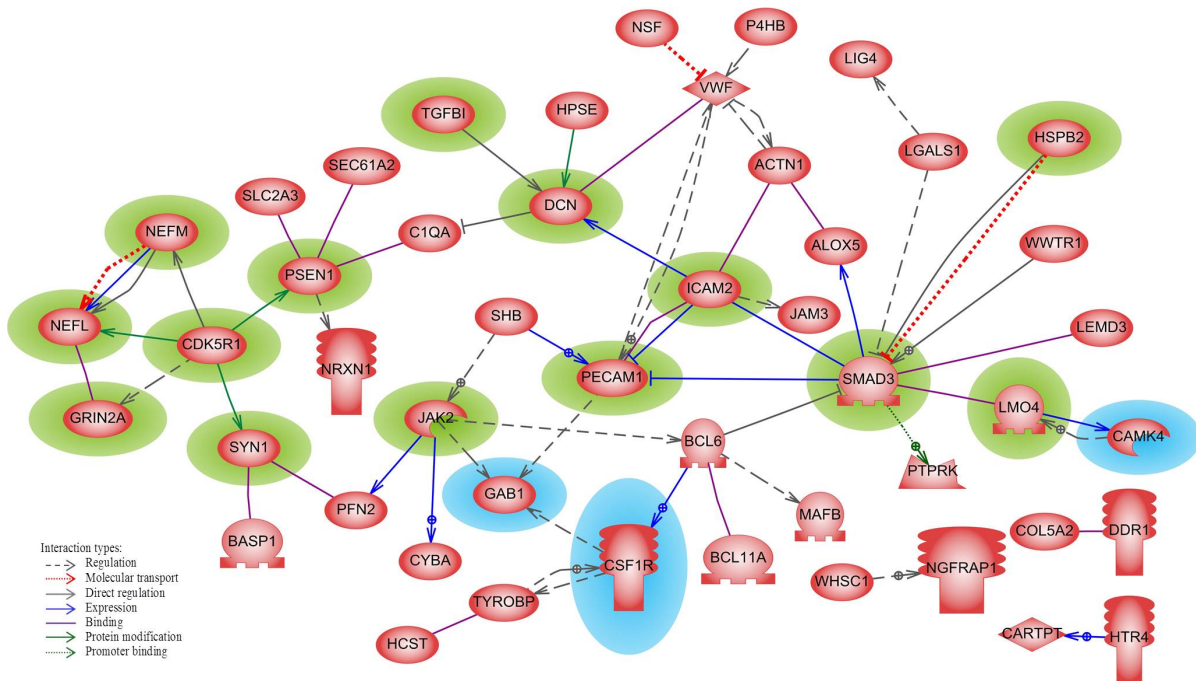 NSF
P4HB
LIG4
VWF
TGFBI
HPSE
HSPB2
LGALS1
SEC61A2
ACTN1
SLC2A3
DCN
NEFM
C1QA
ALOX5
WWTR1
PSEN1
ICAM2
JAM3
SHB
NEFL
CDK5R1
LEMD3
NRXN1
PECAM1
SMAD3
LMO4
GRIN2A
JAK2
CAMK4
BCL6
SYN1
PTPRK
GAB1
PFN2
MAFB
COL5A2
DDR1
BASP1
CYBA
CSF1R
BCL11A
NGFRAP1
WHSC1
TYROBP
HCST
CARTPT
HTR4
Interaction types:
Regulation
Molecular transport
Direct regulation
Expression
Binding
Protein modification
Promoter binding